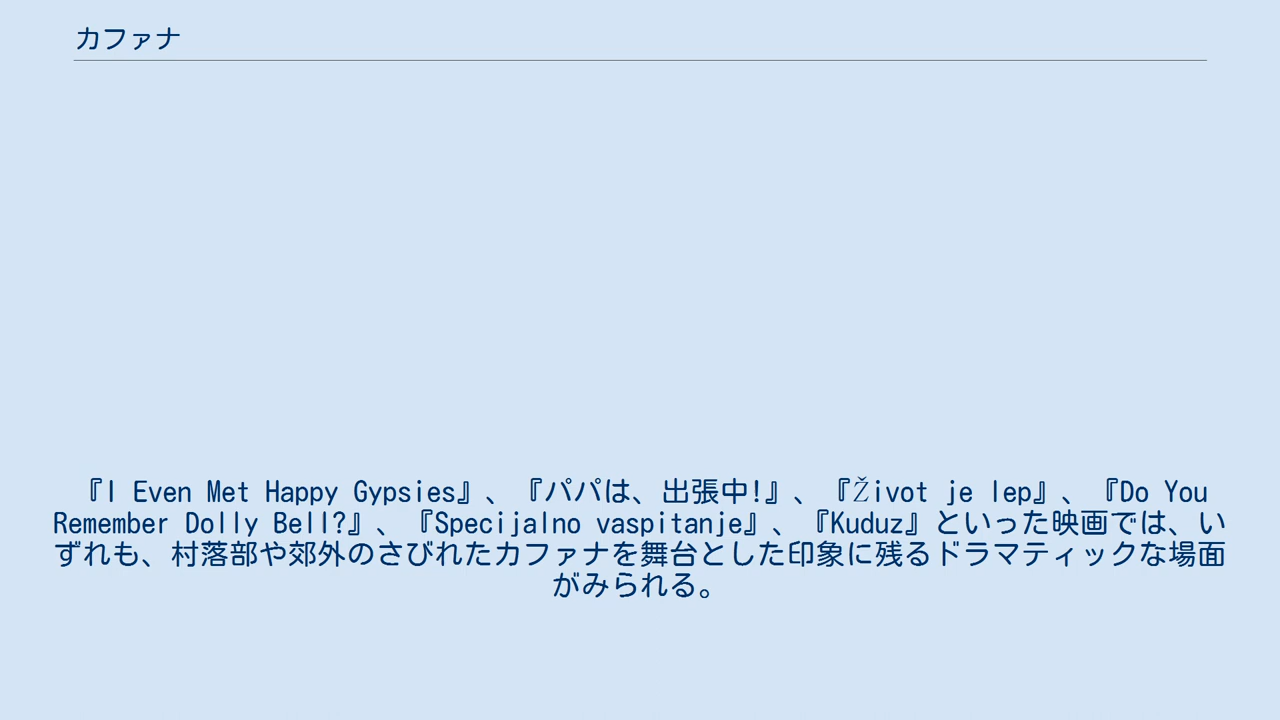 カファナ
『I Even Met Happy Gypsies』、『パパは、出張中!』、『Život je lep』、『Do You
Remember Dolly Bell?』、『Specijalno vaspitanje』、『Kuduz』といった映画では、い
ずれも、村落部や郊外のさびれたカファナを舞台とした印象に残るドラマティックな場面
がみられる。